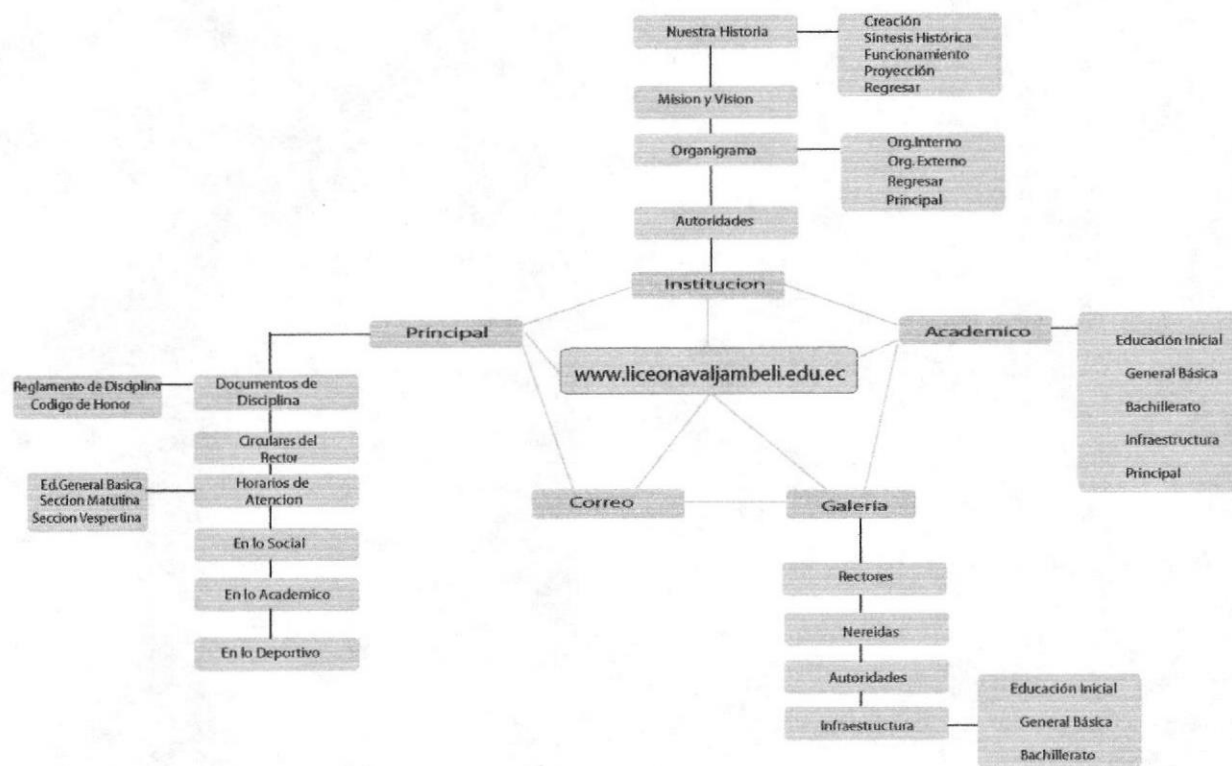 Nuestra Historia
Creación
Síntesis Histórica
Funcionamiento
Proyección
Regresar
Mision y Vision
Organigrama
Org.Interno
Org. Externo
Regresar
Principal
Autoridades
Institucion
Principal
Academico
www.liceonavaljambeli.edu.ec
Educación Inicial
General Básica
Bachillerato
Infraestructura
Principal
Reglamento de Disciplina
Codigo de Honor
Documentos de
Disciplina
Circulares del
Rector
Ed.General Basica
Seccion Matutina
Seccion Vespertina
Horarios de
Atencion
En lo Social
En lo Academico
En lo Deportivo
Correo
Galería
Rectores
Nereidas
Autoridades
Infraestructura
Educación Inicial
General Básica
Bachillerato